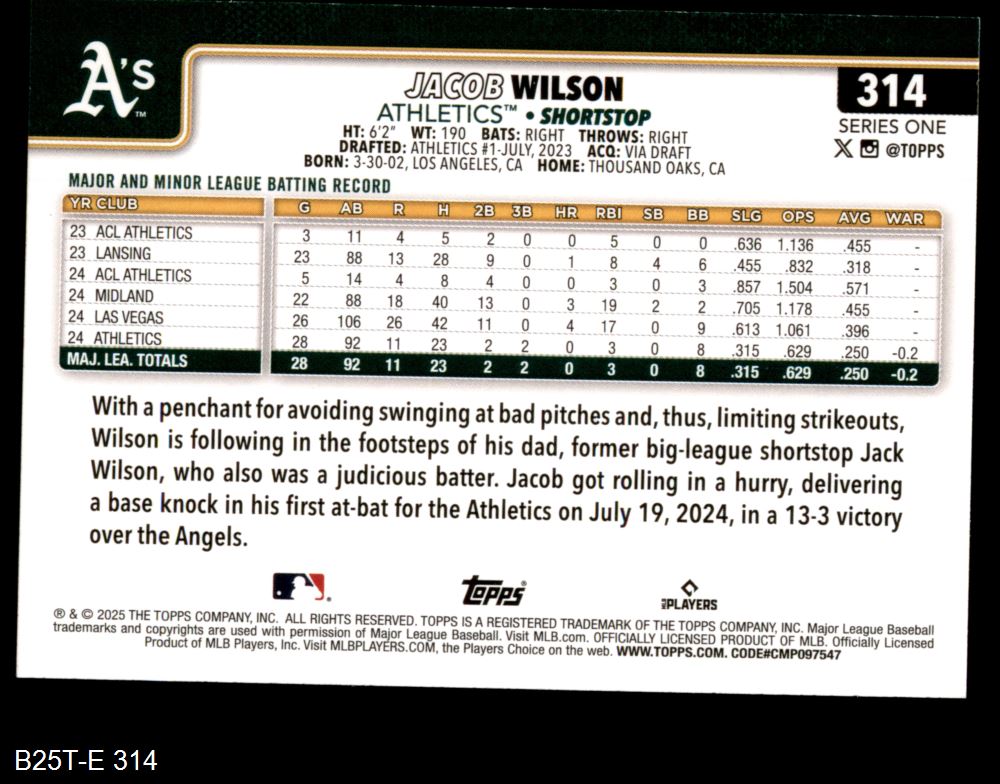 A's™
JACOB WILSON
ATHLETICS™ • SHORTSTOP
314
SERIES ONE
@TOPPS
HT: 6'2" WT: 190 BATS: RIGHT THROWS: RIGHT
DRAFTED: ATHLETICS #1-JULY, 2023 ACQ: VIA DRAFT
BORN: 3-30-02, LOS ANGELES, CA HOME: THOUSAND OAKS, CA
MAJOR AND MINOR LEAGUE BATTING RECORD
YR CLUB G AB R H 2B 3B HR RBI SB BB SLG OPS AVG WAR
23 ACL ATHLETICS 3 11 4 5 2 0 0 5 0 0 .636 1.136 .455 -
23 LANSING 23 88 13 28 9 0 1 8 4 6 .455 .832 .318 -
24 ACL ATHLETICS 5 14 4 8 4 0 0 3 0 3 .857 1.504 .571 -
24 MIDLAND 22 88 18 40 13 0 3 19 2 2 .705 1.178 .455 -
24 LAS VEGAS 26 106 26 42 11 0 4 17 0 9 .613 1.061 .396 -
24 ATHLETICS 28 92 11 23 2 2 0 3 0 8 .315 .629 .250 -0.2
MAJ. LEA. TOTALS 28 92 11 23 2 2 0 3 0 8 .315 .629 .250 -0.2
With a penchant for avoiding swinging at bad pitches and, thus, limiting strikeouts,
Wilson is following in the footsteps of his dad, former big-league shortstop Jack
Wilson, who also was a judicious batter. Jacob got rolling in a hurry, delivering
a base knock in his first at-bat for the Athletics on July 19, 2024, in a 13-3 victory
over the Angels.
Topps®
MLB PLAYERS
® & © 2025 THE TOPPS COMPANY, INC. ALL RIGHTS RESERVED. TOPPS IS A REGISTERED TRADEMARK OF THE TOPPS COMPANY, INC. Major League Baseball
trademarks and copyrights are used with permission of Major League Baseball. Visit MLB.com. OFFICIALLY LICENSED PRODUCT OF MLB. Officially Licensed
Product of MLB Players, Inc. Visit MLBPLAYERS.COM, the Players Choice on the web. WWW.TOPPS.COM. CODE#CMP097547
B25T-E 314